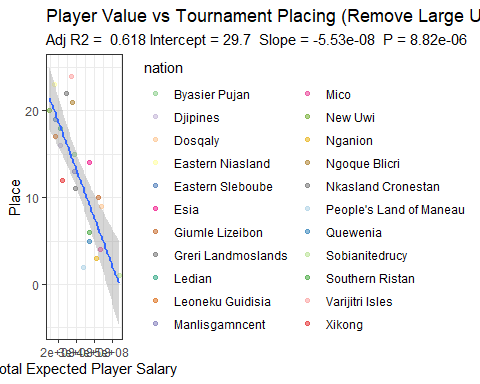 Player Value vs Tournament Placing (Remove Large U
Adj R2 = 0.618 Intercept = 29.7 Slope = -5.53e-08 P = 8.82e-06
nation
Byasier Pujan
Djipines
Dosqaly
Eastern Niasland
Eastern Sleboube
Esia
Giumle Lizeibon
Greri Landmoslands
Ledian
Leoneku Guidisia
Manlisgamncent
Mico
New Uwi
Nganion
Ngoque Blicri
Nkasland Cronestan
People's Land of Maneau
Quewenia
Sobianitedrucy
Southern Ristan
Varijitri Isles
Xikong
Place
20
10
0
otal Expected Player Salary